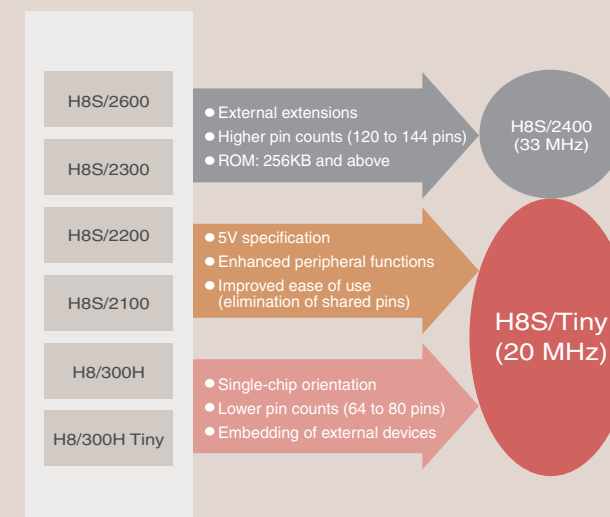 H8S/2600
H8S/2300
H8S/2200
H8S/2100
H8/300H
H8/300H Tiny
● External extensions
● Higher pin counts (120 to 144 pins)
● ROM: 256KB and above
● 5V specification
● Enhanced peripheral functions
● Improved ease of use
(elimination of shared pins)
● Single-chip orientation
● Lower pin counts (64 to 80 pins)
● Embedding of external devices
H8S/2400
(33 MHz)
H8S/Tiny
(20 MHz)